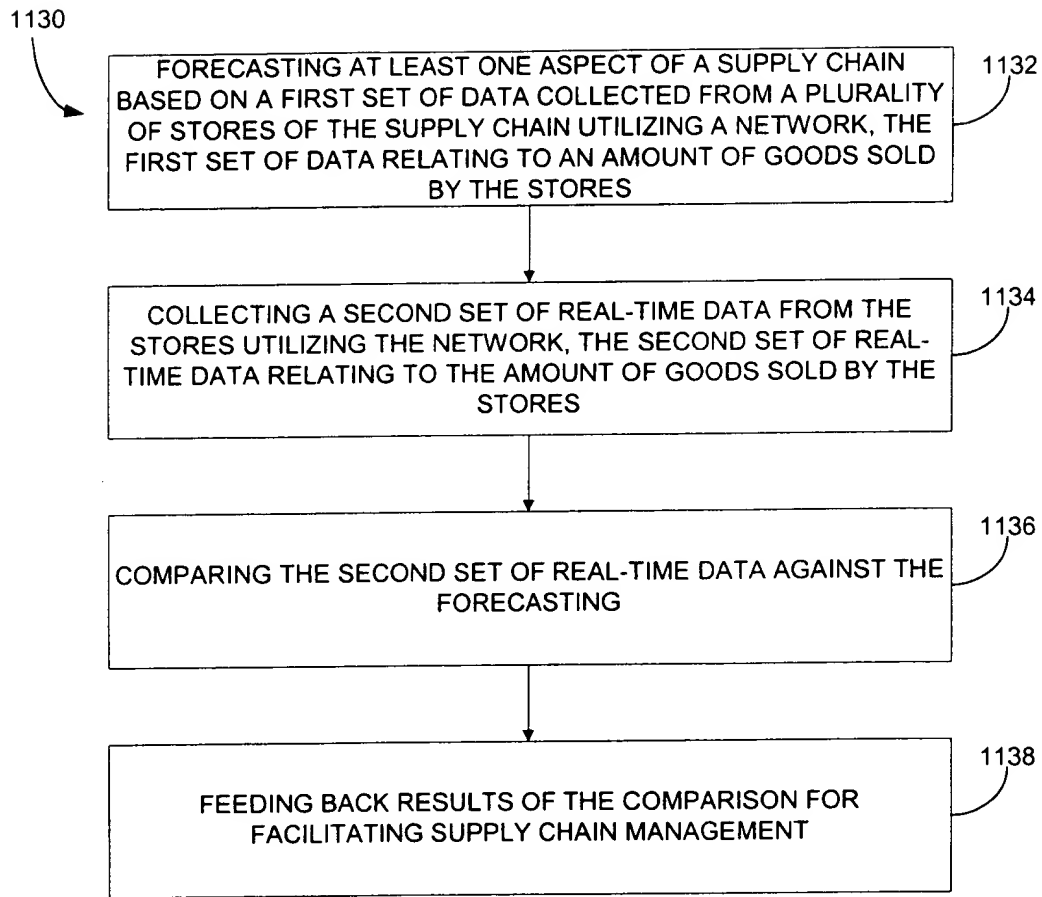 1130
FORECASTING AT LEAST ONE ASPECT OF A SUPPLY CHAIN
BASED ON A FIRST SET OF DATA COLLECTED FROM A PLURALITY
OF STORES OF THE SUPPLY CHAIN UTILIZING A NETWORK, THE
FIRST SET OF DATA RELATING TO AN AMOUNT OF GOODS SOLD
BY THE STORES
1132
COLLECTING A SECOND SET OF REAL-TIME DATA FROM THE
STORES UTILIZING THE NETWORK, THE SECOND SET OF REAL-
TIME DATA RELATING TO THE AMOUNT OF GOODS SOLD BY THE
STORES
1134
COMPARING THE SECOND SET OF REAL-TIME DATA AGAINST THE
FORECASTING
1136
FEEDING BACK RESULTS OF THE COMPARISON FOR
FACILITATING SUPPLY CHAIN MANAGEMENT
1138